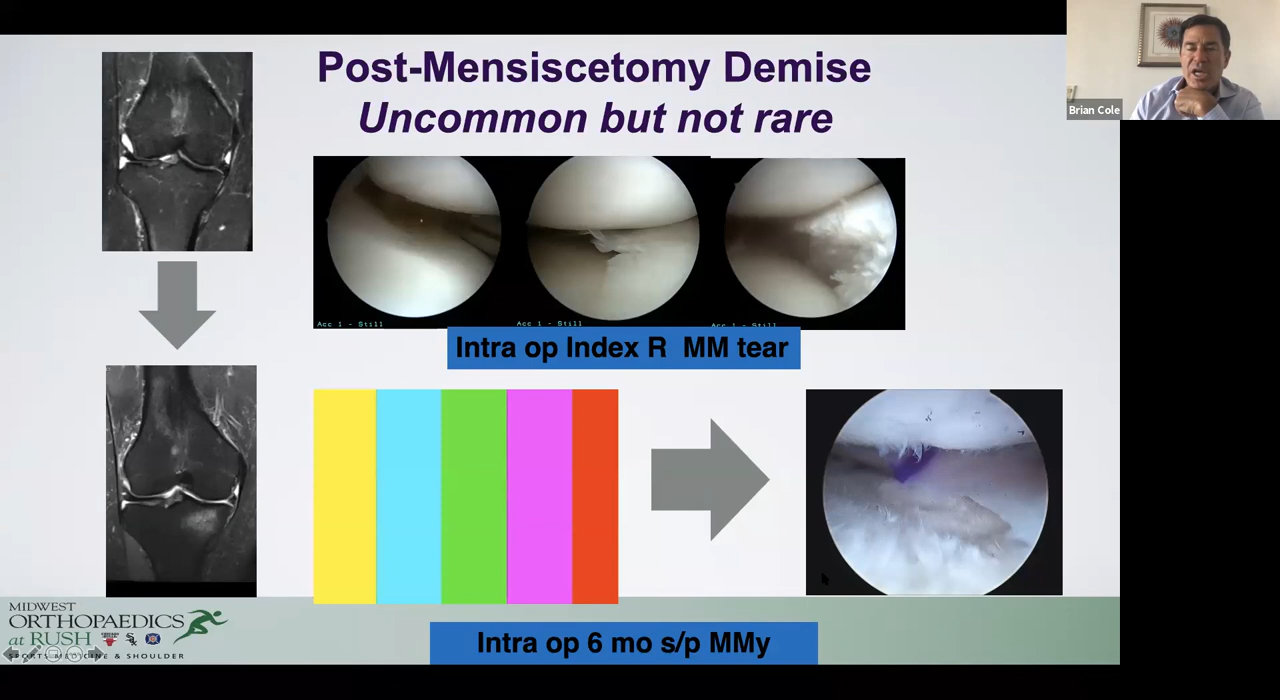 Post-Mensiscetomy Demise
Uncommon but not rare
Brian Cole
Acc 1 - Still
Acc 1 - Still
Acc 1 - Still
Intra op Index R MM tear
MIDWEST
ORTHOPAEDICS
at RUSH
SPORTS MEDICINE & SHOULDER
Intra op 6 mo s/p MMy